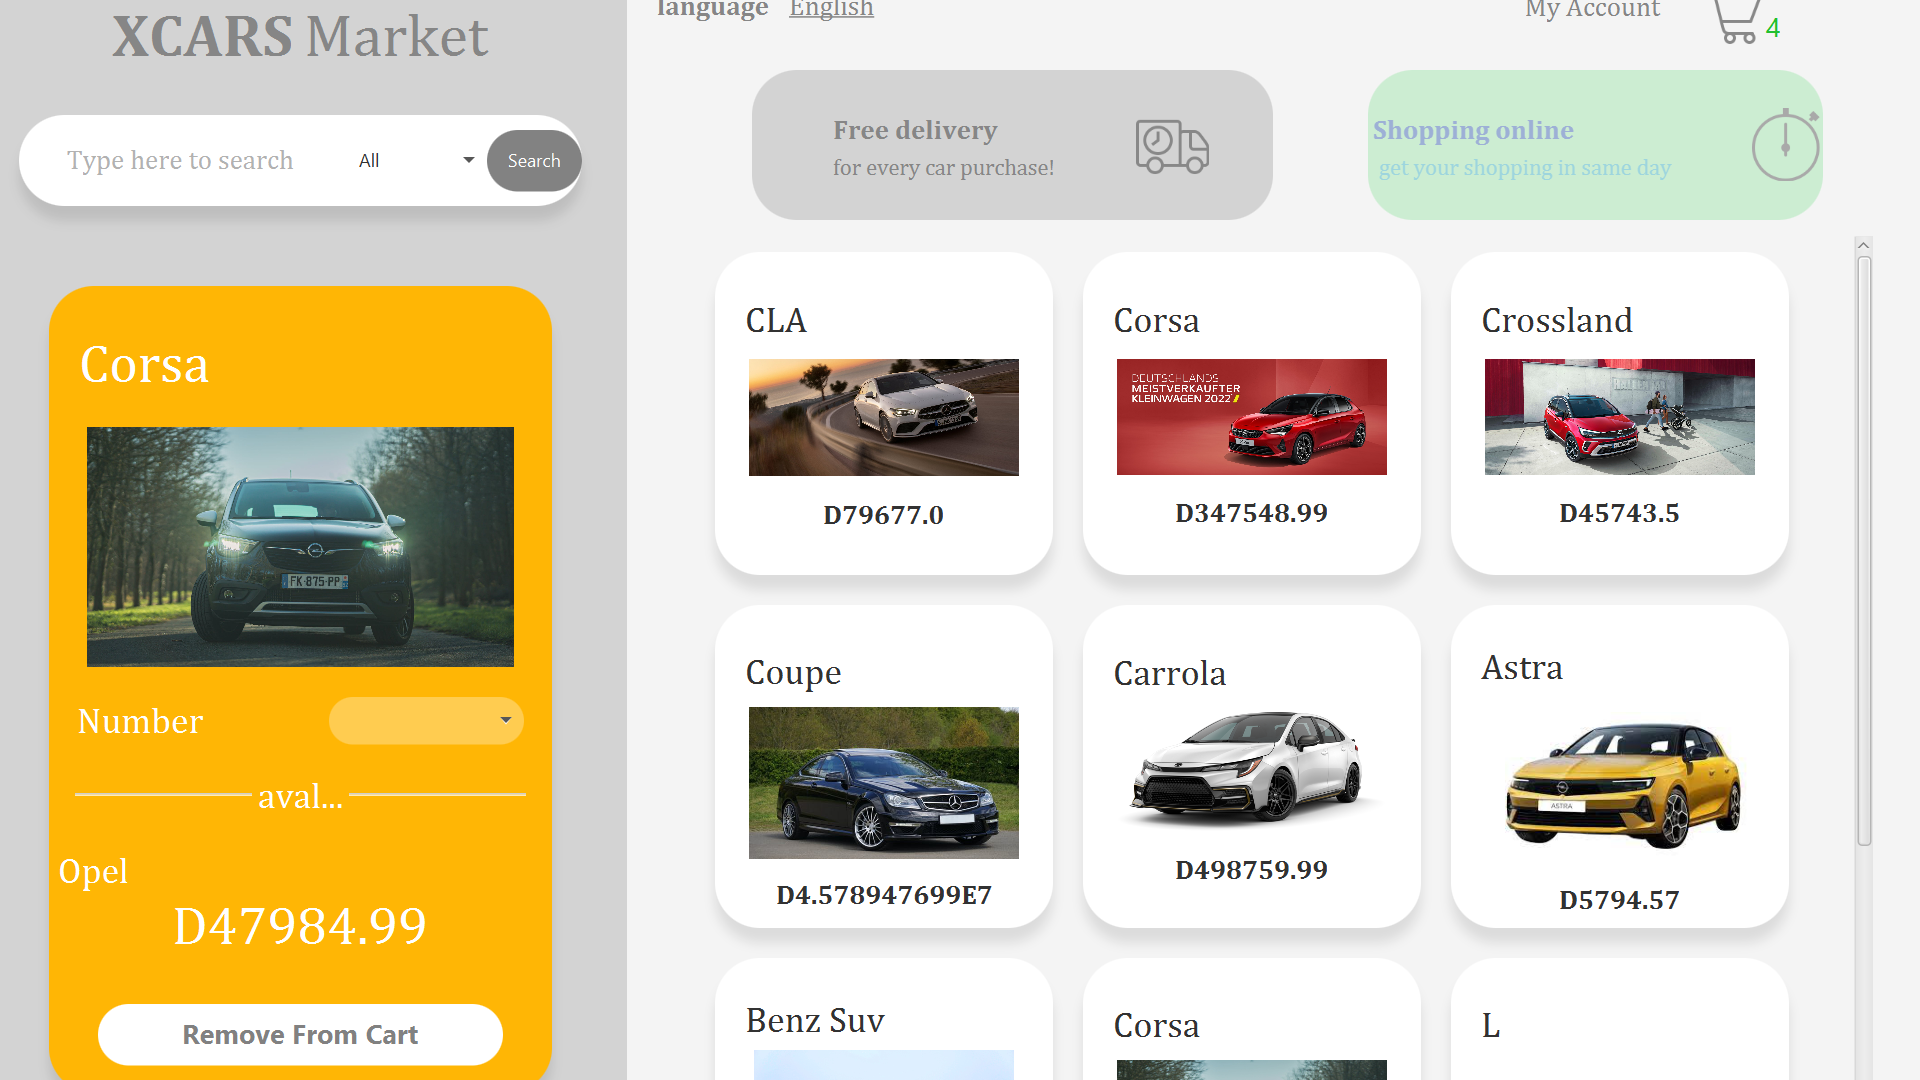 XCARS Market
language English
My Account
4
Type here to search
All
Search
Free delivery
for every car purchase!
Shopping online
get your shopping in same day
Corsa
FK-875-PP
Number
aval...
Opel
D47984.99
Remove From Cart
CLA
D79677.0
Corsa
DEUTSCHLANDS
MEISTVERKAUFTER
KLEINWAGEN 2022
D347548.99
Crossland
D45743.5
Coupe
D4.578947699E7
Carrola
D498759.99
Astra
ASTRA
D5794.57
Benz Suv
Corsa
L